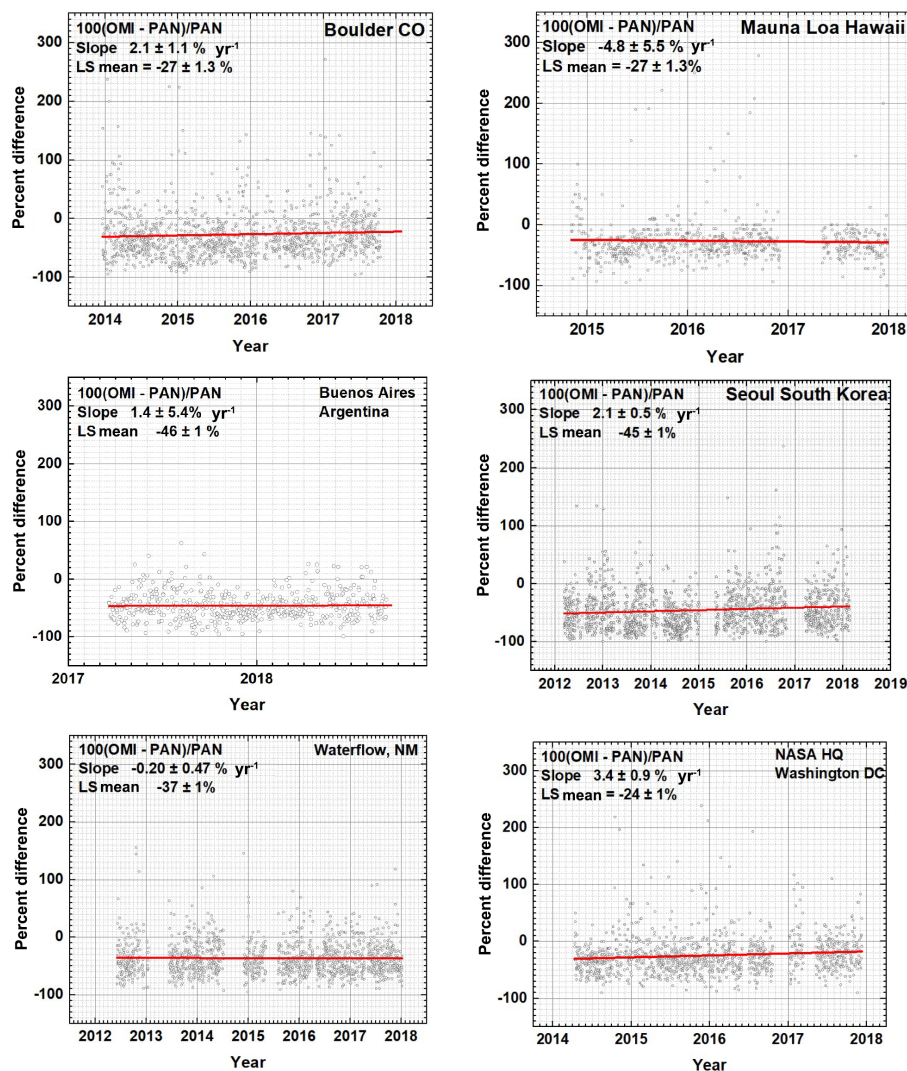 100(OMI - PAN)/PAN
Boulder CO
Slope 2.1 ± 1.1 % yr⁻¹
LS mean = -27 ± 1.3 %
300
200
100
0
-100
Percent difference
2014 2015 2016 2017 2018
Year
100(OMI - PAN)/PAN
Mauna Loa Hawaii
Slope -4.8 ± 5.5 % yr⁻¹
LS mean = -27 ± 1.3%
300
200
100
0
-100
Percent difference
2015 2016 2017 2018
Year
100(OMI - PAN)/PAN
Buenos Aires
Slope 1.4 ± 5.4% yr⁻¹
Argentina
LS mean -46 ± 1 %
300
200
100
0
-100
Percent difference
2017 2018
Year
100(OMI - PAN)/PAN
Seoul South Korea
Slope 2.1 ± 0.5 % yr⁻¹
LS mean -45 ± 1%
300
200
100
0
-100
Percent difference
2012 2013 2014 2015 2016 2017 2018 2019
Year
100(OMI - PAN)/PAN
Waterflow, NM
Slope -0.20 ± 0.47 % yr⁻¹
LS mean -37 ± 1%
300
200
100
0
-100
Percent difference
2012 2013 2014 2015 2016 2017 2018
Year
100(OMI - PAN)/PAN
NASA HQ
Slope 3.4 ± 0.9 % yr⁻¹
Washington DC
LS mean = -24 ± 1%
300
200
100
0
-100
Percent difference
2014 2015 2016 2017 2018
Year